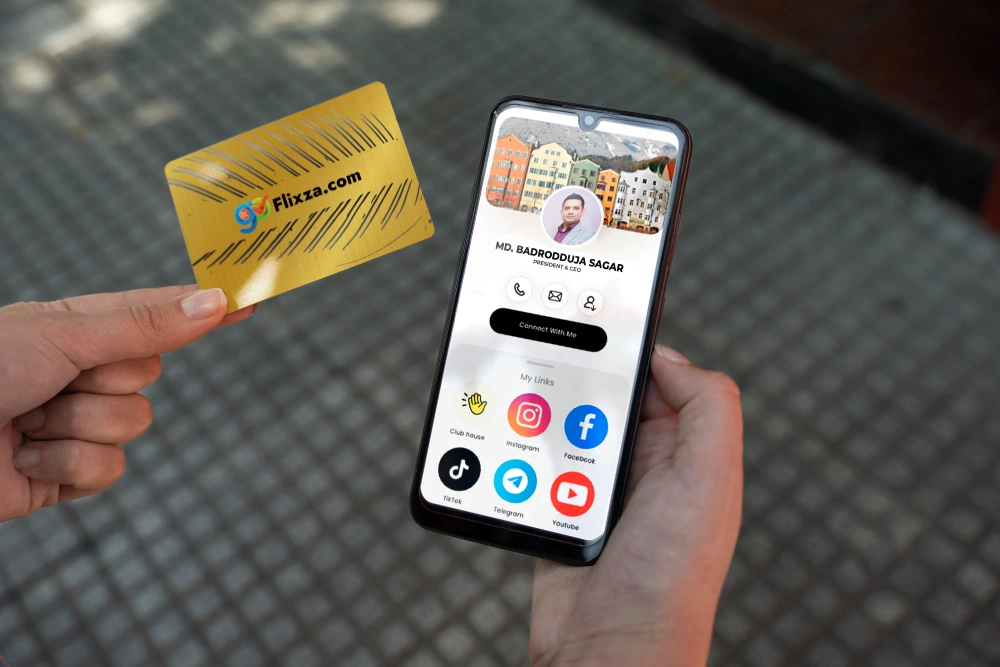 go Flixza.com
MD. BADRODDUJA SAGAR
PRESIDENT & CEO
Connect With Me
My Links
Club house
Instagram
Facebook
TikTok
Telegram
Youtube